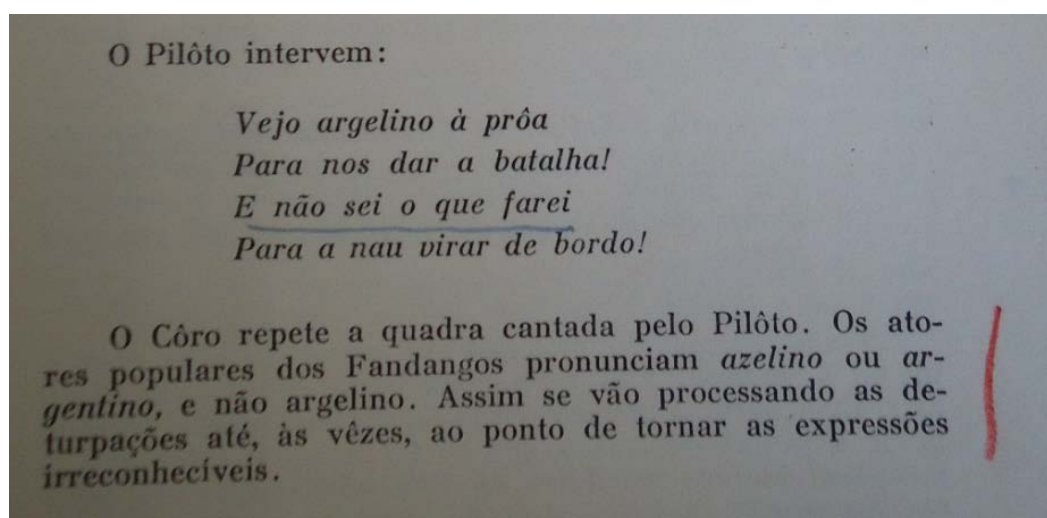 O Pilôto intervem:
Vejo argelino à prôa
Para nos dar a batalha!
E não sei o que farei
Para a nau virar de bordo!
O Côro repete a quadra cantada pelo Pilôto. Os ato-
res populares dos Fandangos pronunciam azelino ou ar-
gentino, e não argelino. Assim se vão processando as de-
turpações até, às vêzes, ao ponto de tornar as expressões
irreconhecíveis.